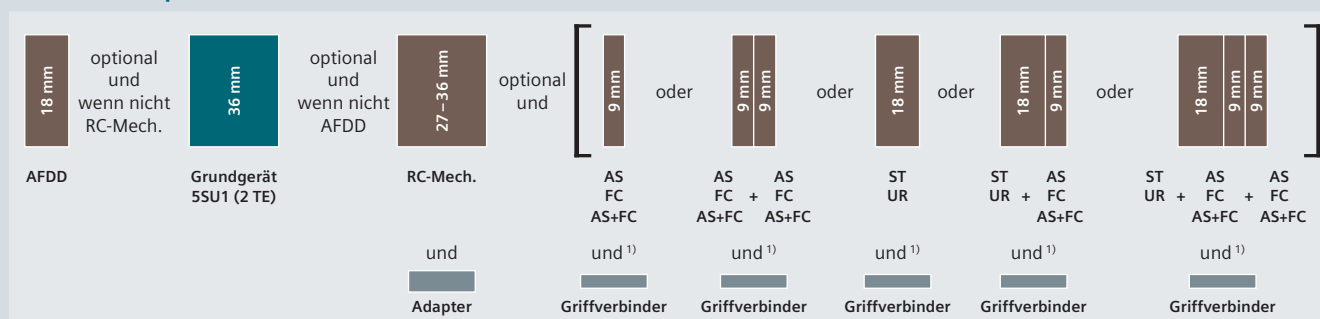 18 mm
optional
und
wenn nicht
RC-Mech.
36 mm
optional
und
wenn nicht
AFDD
27 – 36 mm
optional
und
9 mm
oder
9 mm
9 mm
oder
18 mm
oder
18 mm
9 mm
oder
18 mm
9 mm
9 mm
AFDD
Grundgerät
5SU1 (2 TE)
RC-Mech.
AS
FC
AS+FC
AS AS
FC + FC
AS+FC AS+FC
ST
UR
ST AS
UR + FC
AS+FC
ST AS AS
UR + FC + FC
AS+FC AS+FC
und
Adapter
und 1)
Griffverbinder
und 1)
Griffverbinder
und 1)
Griffverbinder
und 1)
Griffverbinder
und 1)
Griffverbinder